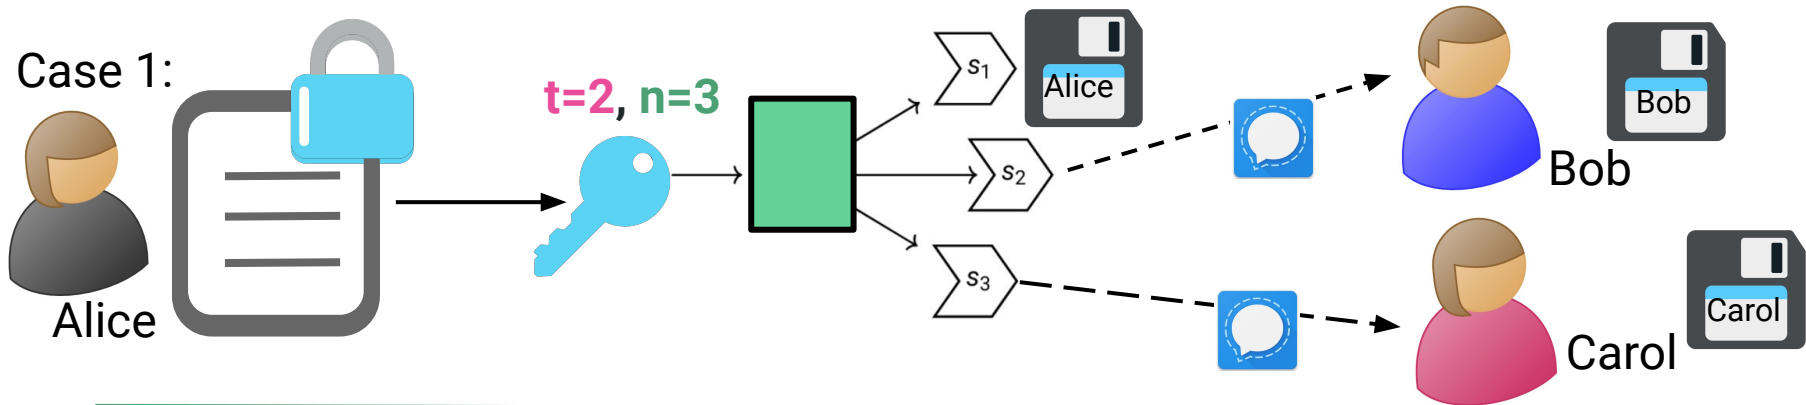 Case 1:
Alice
t=2, n=3
s₁
Alice
s₂
s₃
Bob
Bob
Carol
Carol